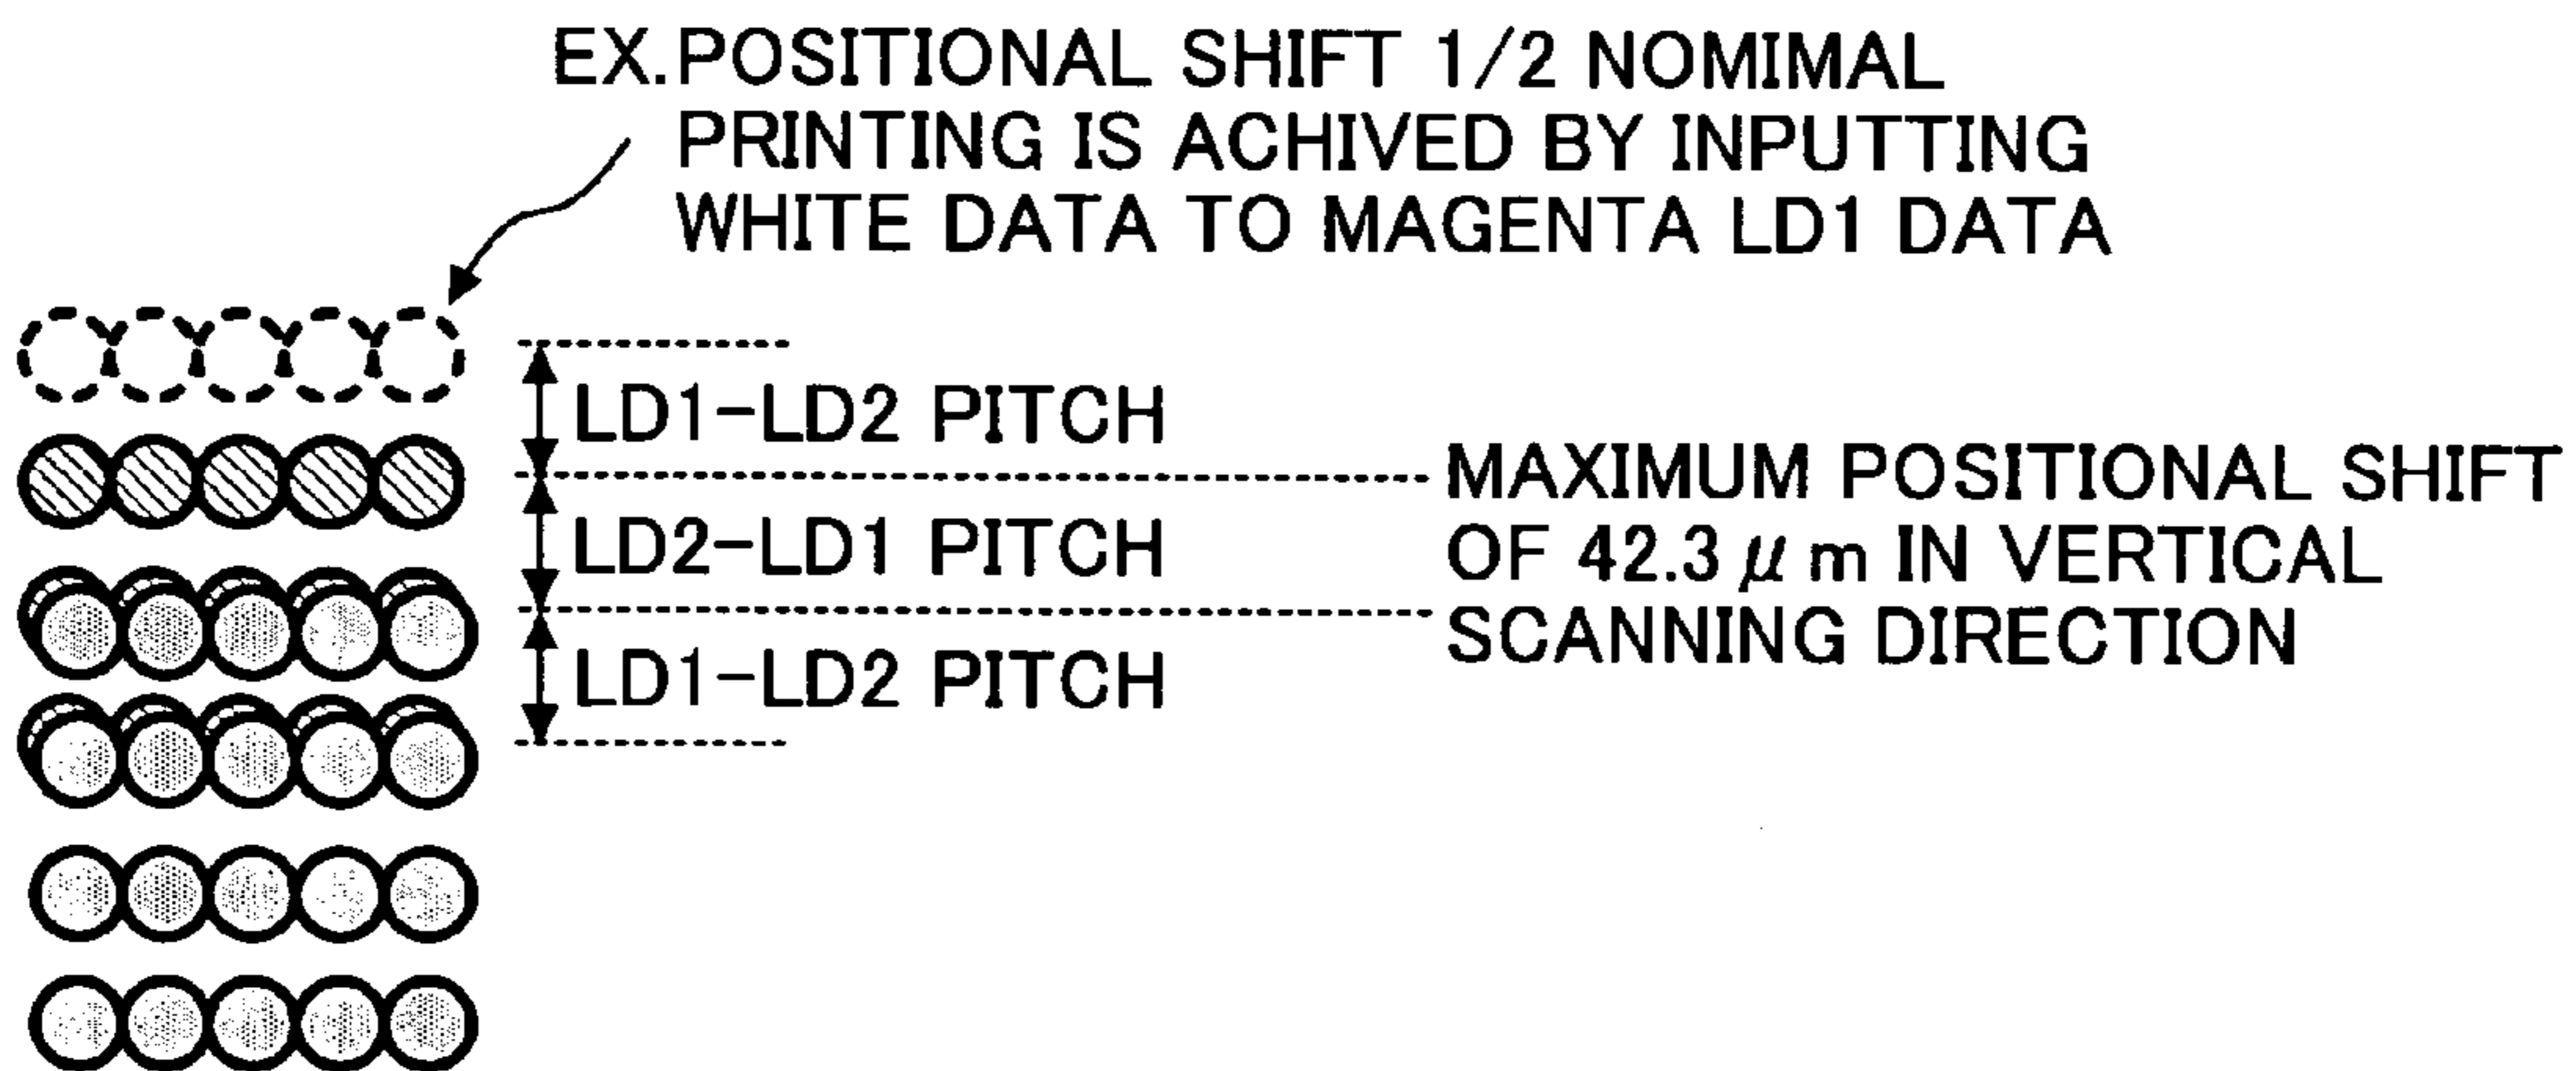 EX.POSITIONAL SHIFT 1/2 NOMIMAL
PRINTING IS ACHIVED BY INPUTTING
WHITE DATA TO MAGENTA LD1 DATA
LD1-LD2 PITCH
LD2-LD1 PITCH
LD1-LD2 PITCH
MAXIMUM POSITIONAL SHIFT
OF 42.3 μm IN VERTICAL
SCANNING DIRECTION